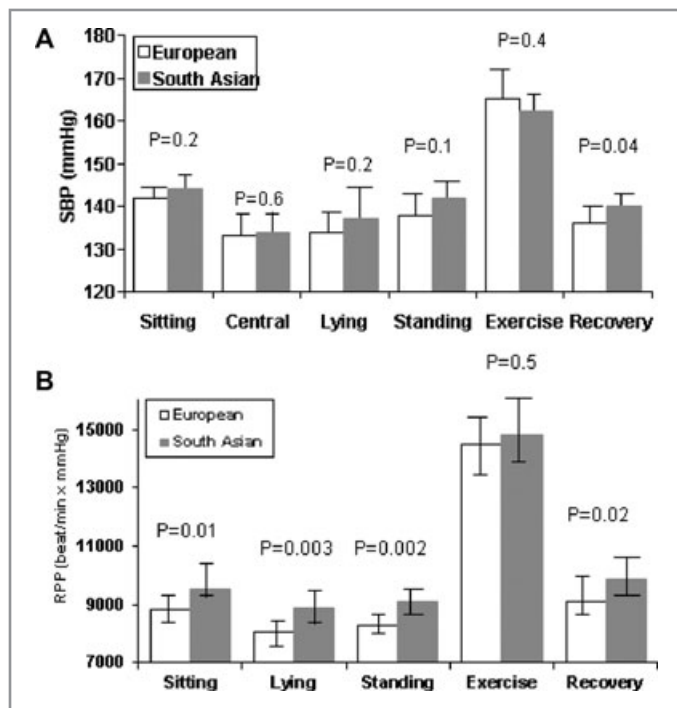 A
European
South Asian
P=0.2
P=0.6
P=0.2
P=0.1
P=0.4
P=0.04
SBP (mmHg)
180
170
160
150
140
130
120
Sitting Central Lying Standing Exercise Recovery
B
European
South Asian
P=0.01
P=0.003
P=0.002
P=0.5
P=0.02
RPP (beat/min x mmHg)
15000
13000
11000
9000
7000
Sitting Lying Standing Exercise Recovery